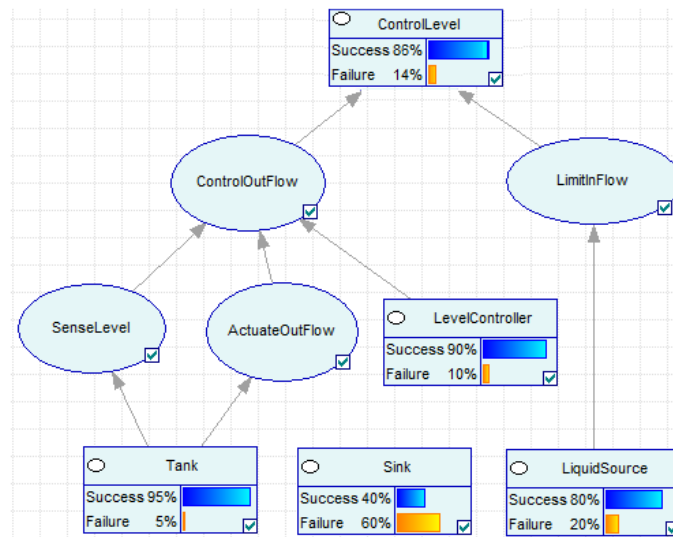 ControlLevel
Success 86%
Failure 14%
ControlOutFlow
LimitInFlow
SenseLevel
ActuateOutFlow
LevelController
Success 90%
Failure 10%
Tank
Success 95%
Failure 5%
Sink
Success 40%
Failure 60%
LiquidSource
Success 80%
Failure 20%